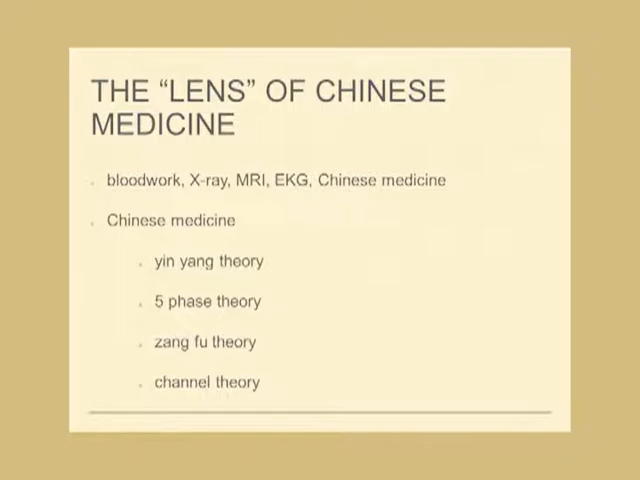 THE “LENS” OF CHINESE
MEDICINE
bloodwork, X-ray, MRI, EKG, Chinese medicine
Chinese medicine
yin yang theory
5 phase theory
zang fu theory
channel theory